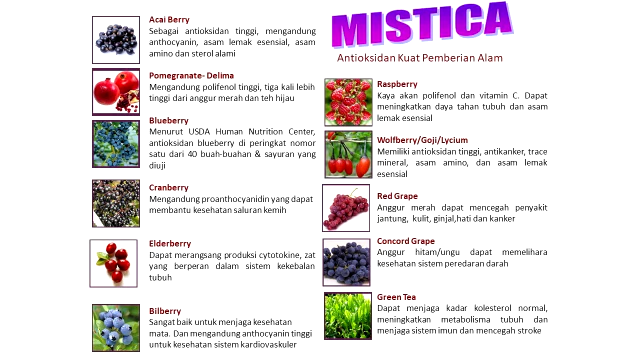 Acai Berry
Sebagai antioksidan tinggi, mengandung
anthocyanin, asam lemak esensial, asam
amino dan sterol alami
Pomegranate- Delima
Mengandung polifenol tinggi, tiga kali lebih
tinggi dari anggur merah dan teh hijau
Blueberry
Menurut USDA Human Nutrition Center,
antioksidan blueberry di peringkat nomor
satu dari 40 buah-buahan & sayuran yang
diuji
Cranberry
Mengandung proanthocyanidin yang dapat
membantu kesehatan saluran kemih
Elderberry
Dapat merangsang produksi cytotokine, zat
yang berperan dalam sistem kekebalan
tubuh
Bilberry
Sangat baik untuk menjaga kesehatan
mata. Dan mengandung anthocyanin tinggi
untuk kesehatan sistem kardiovaskuler
MISTICA
Antioksidan Kuat Pemberian Alam
Raspberry
Kaya akan polifenol dan vitamin C. Dapat
meningkatkan daya tahan tubuh dan asam
lemak esensial
Wolfberry/Goji/Lycium
Memiliki antioksidan tinggi, antikanker, trace
mineral, asam amino, dan asam lemak
esensial
Red Grape
Anggur merah dapat mencegah penyakit
jantung, kulit, ginjal,hati dan kanker
Concord Grape
Anggur hitam/ungu dapat memelihara
kesehatan sistem peredaran darah
Green Tea
Dapat menjaga kadar kolesterol normal,
meningkatkan metabolisma tubuh dan
menjaga sistem imun dan mencegah stroke